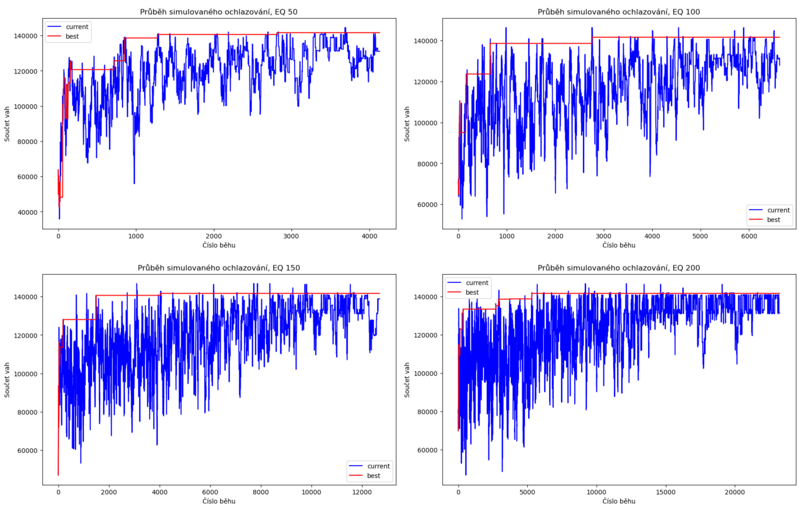 Průběh simulovaného ochlazování, EQ 50
current
best
Součet vah
140000
120000
100000
80000
60000
40000
0
1000
2000
3000
4000
Číslo běhu
Průběh simulovaného ochlazování, EQ 100
current
best
Součet vah
140000
120000
100000
80000
60000
0
1000
2000
3000
4000
5000
6000
Číslo běhu
Průběh simulovaného ochlazování, EQ 150
current
best
Součet vah
140000
120000
100000
80000
60000
0
2000
4000
6000
8000
10000
12000
Číslo běhu
Průběh simulovaného ochlazování, EQ 200
current
best
Součet vah
140000
120000
100000
80000
60000
0
5000
10000
15000
20000
Číslo běhu